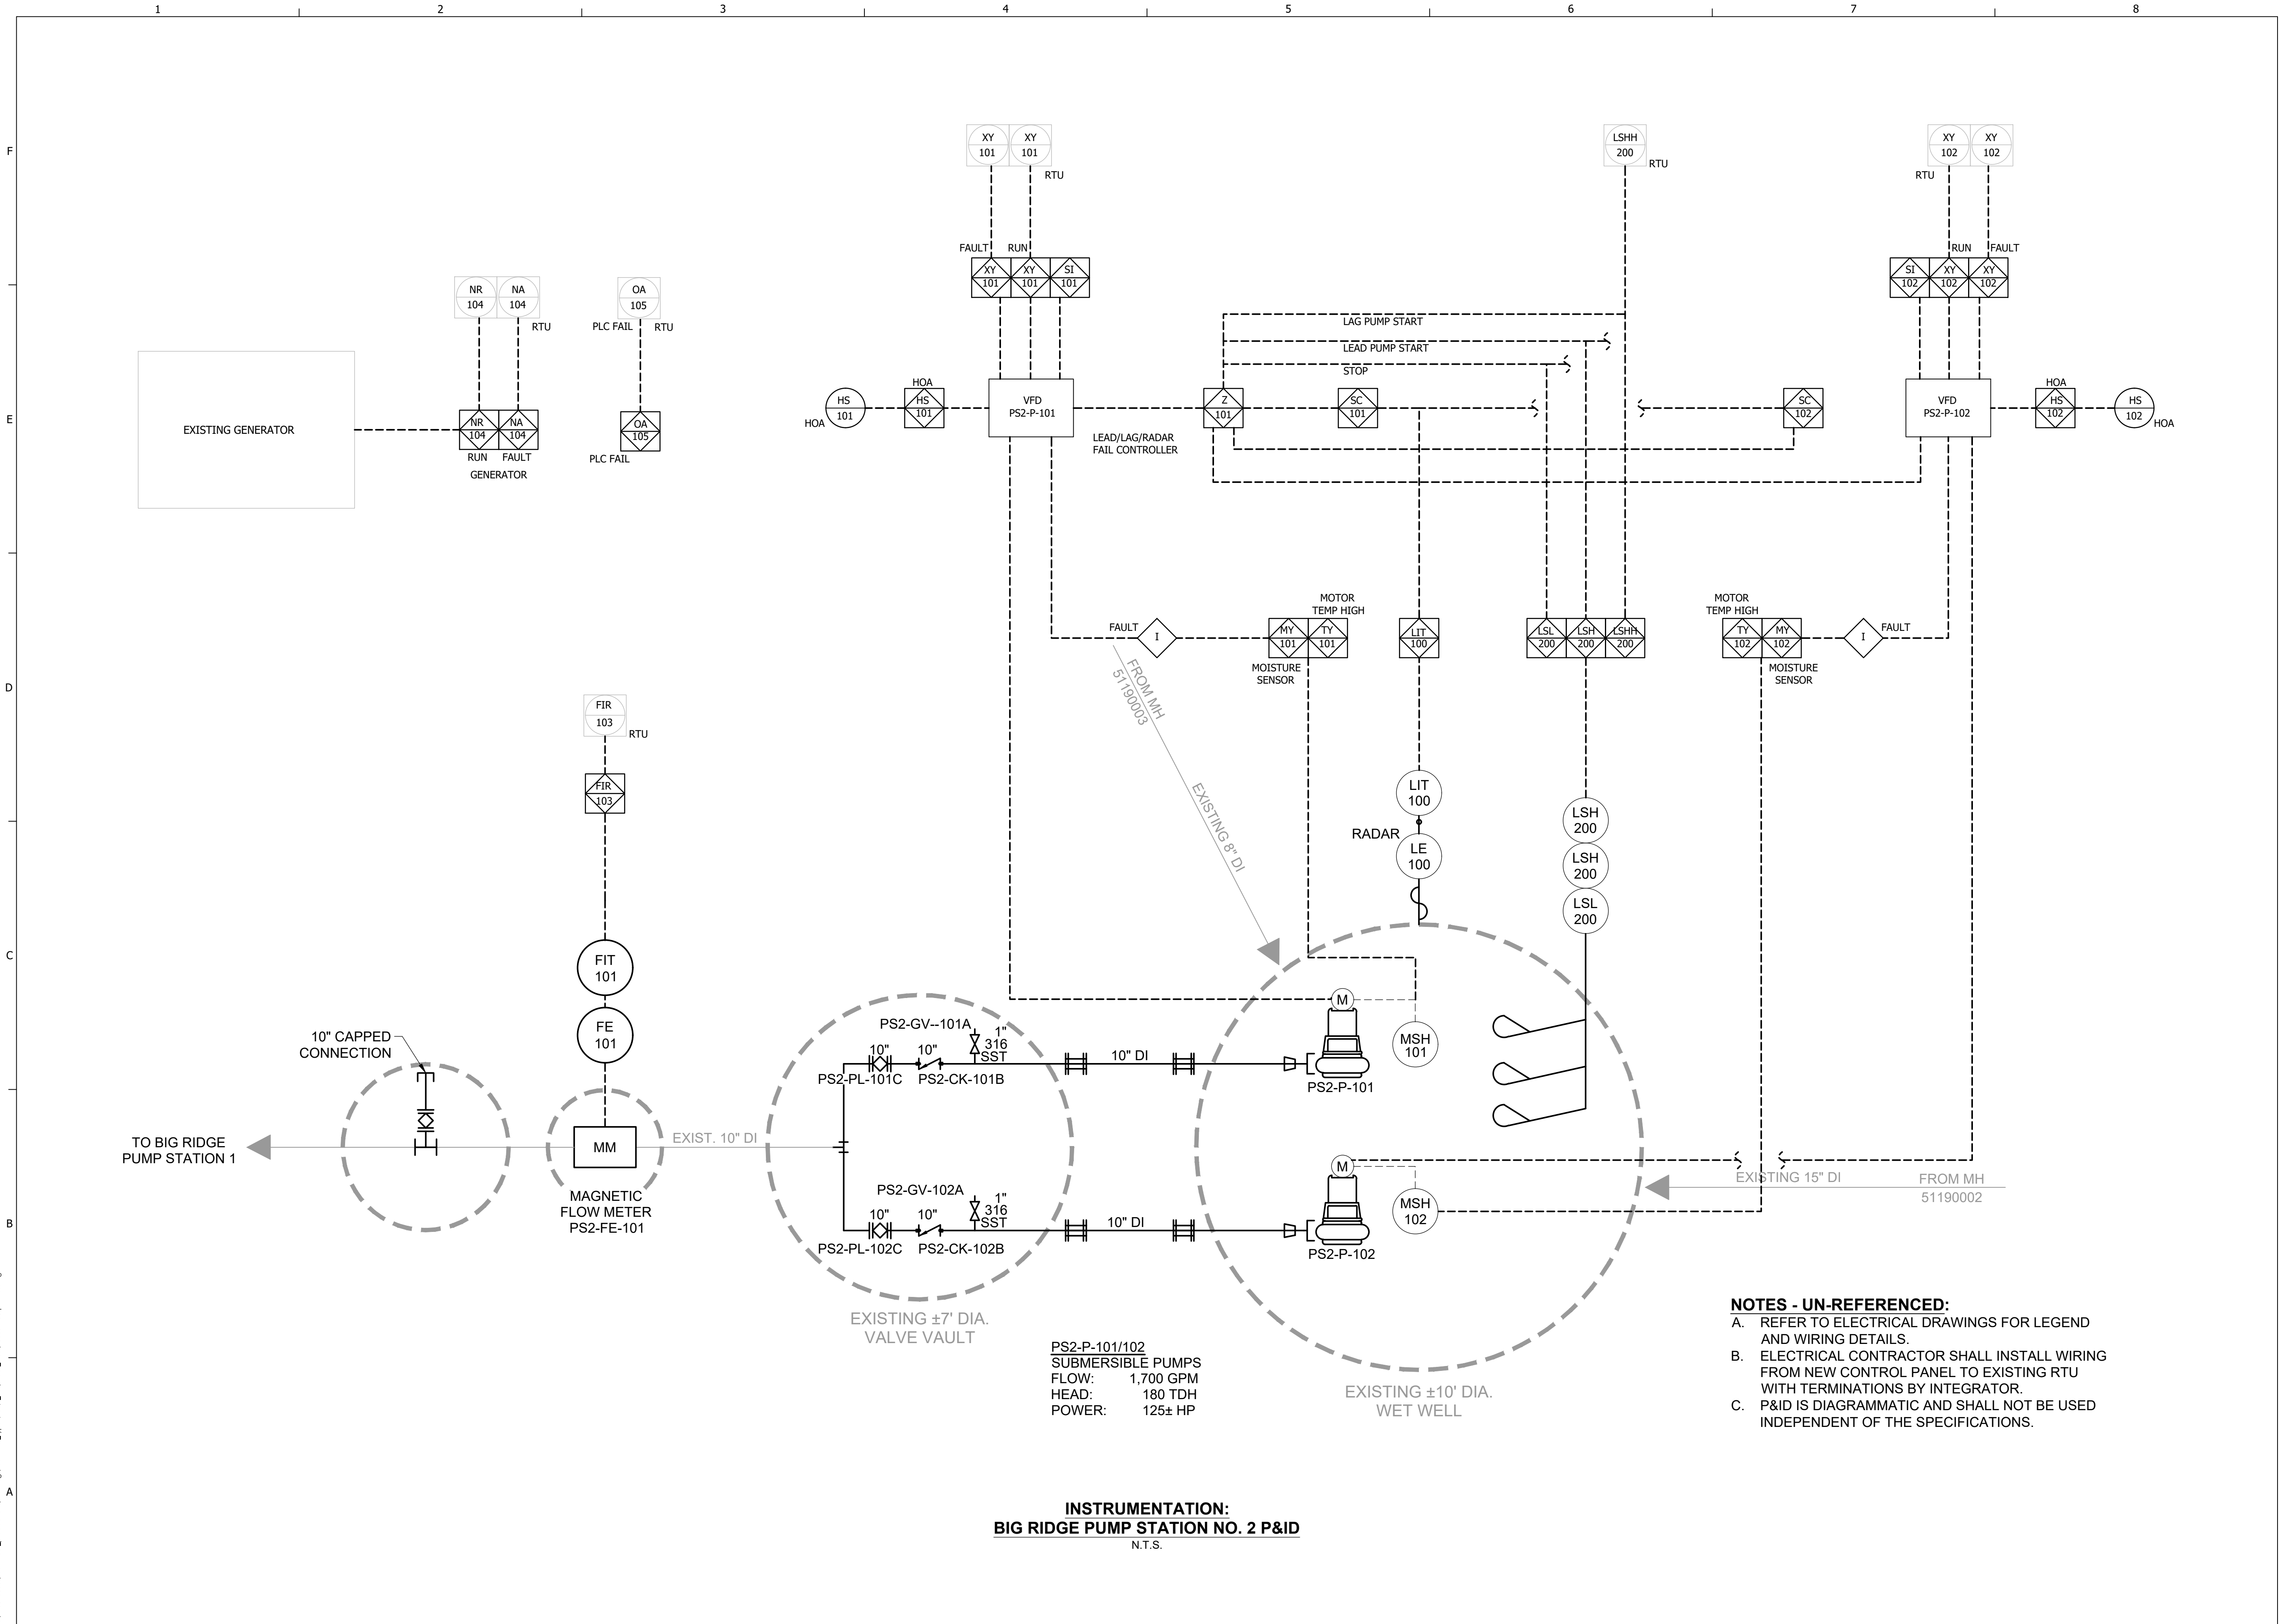 1 2 3 4 5 6 7 8
F
E
D
C
B
A
XY
101
XY
101
RTU
LSHH
200
RTU
XY
102
XY
102
RTU
FAULT RUN
XY
101
XY
101
SI
101
RUN FAULT
SI
102
XY
102
XY
102
NR
104
NA
104
RTU
OA
105
PLC FAIL RTU
LAG PUMP START
LEAD PUMP START
STOP
EXISTING GENERATOR
NR
104
NA
104
RUN FAULT
GENERATOR
OA
105
PLC FAIL
HS
101
HOA
HOA
HS
101
VFD
PS2-P-101
Z
101
LEAD/LAG/RADAR
FAIL CONTROLLER
SC
101
SC
102
VFD
PS2-P-102
HOA
HS
102
HS
102
HOA
FAULT
I
MOTOR
TEMP HIGH
MY
101
TY
101
MOISTURE
SENSOR
LIT
100
LSL
200
LSH
200
LSHH
200
MOTOR
TEMP HIGH
TY
102
MY
102
MOISTURE
SENSOR
I
FAULT
FROM MH
51190003
EXISTING 8" DI
FIR
103
RTU
FIR
103
LIT
100
RADAR
LE
100
LSH
200
LSH
200
LSL
200
FIT
101
FE
101
10" CAPPED
CONNECTION
PS2-GV--101A
1"
316
SST
10" 10"
PS2-PL-101C PS2-CK-101B
10" DI
M
MSH
101
PS2-P-101
TO BIG RIDGE
PUMP STATION 1
MM
EXIST. 10" DI
MAGNETIC
FLOW METER
PS2-FE-101
PS2-GV-102A
1"
316
SST
10" 10"
PS2-PL-102C PS2-CK-102B
10" DI
M
MSH
102
PS2-P-102
EXISTING 15" DI
FROM MH
51190002
EXISTING ±7' DIA.
VALVE VAULT
PS2-P-101/102
SUBMERSIBLE PUMPS
FLOW: 1,700 GPM
HEAD: 180 TDH
POWER: 125± HP
EXISTING ±10' DIA.
WET WELL
NOTES - UN-REFERENCED:
A. REFER TO ELECTRICAL DRAWINGS FOR LEGEND
AND WIRING DETAILS.
B. ELECTRICAL CONTRACTOR SHALL INSTALL WIRING
FROM NEW CONTROL PANEL TO EXISTING RTU
WITH TERMINATIONS BY INTEGRATOR.
C. P&ID IS DIAGRAMMATIC AND SHALL NOT BE USED
INDEPENDENT OF THE SPECIFICATIONS.
INSTRUMENTATION:
BIG RIDGE PUMP STATION NO. 2 P&ID
N.T.S.